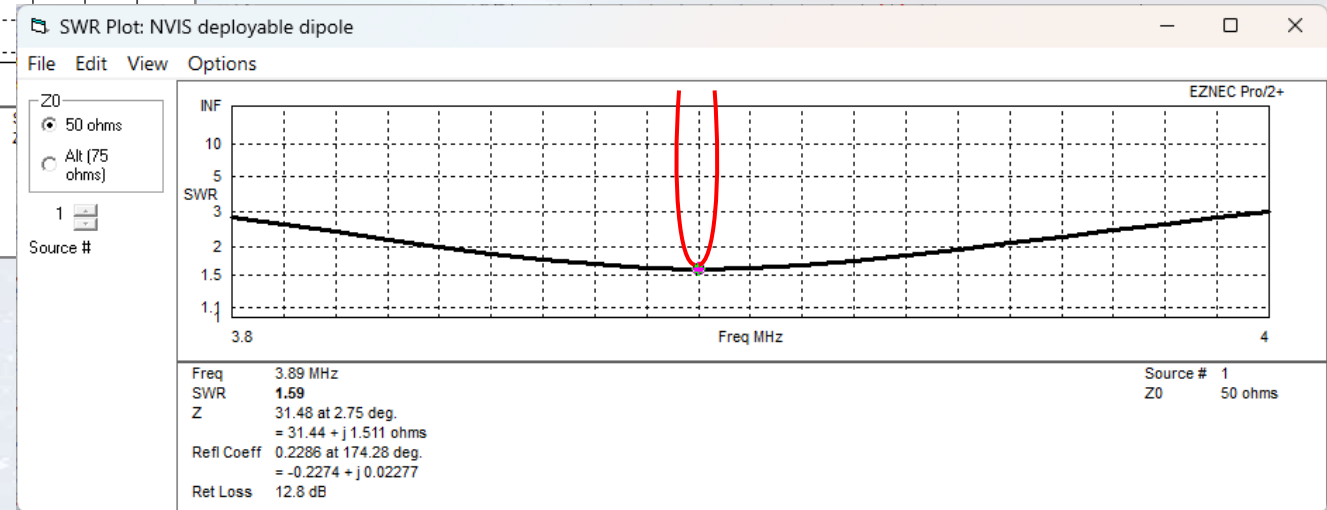 SWR Plot: NVIS deployable dipole
File Edit View Options
Z0
50 ohms
Alt (75
ohms)
1
Source #
EZNEC Pro/2+
INF
10
5
SWR
3
2
1.5
1.1
1
3.8 Freq MHz 4
Freq 3.89 MHz Source # 1
SWR 1.59 Z0 50 ohms
Z 31.48 at 2.75 deg.
= 31.44 + j 1.511 ohms
Refl Coeff 0.2286 at 174.28 deg.
= -0.2274 + j 0.02277
Ret Loss 12.8 dB